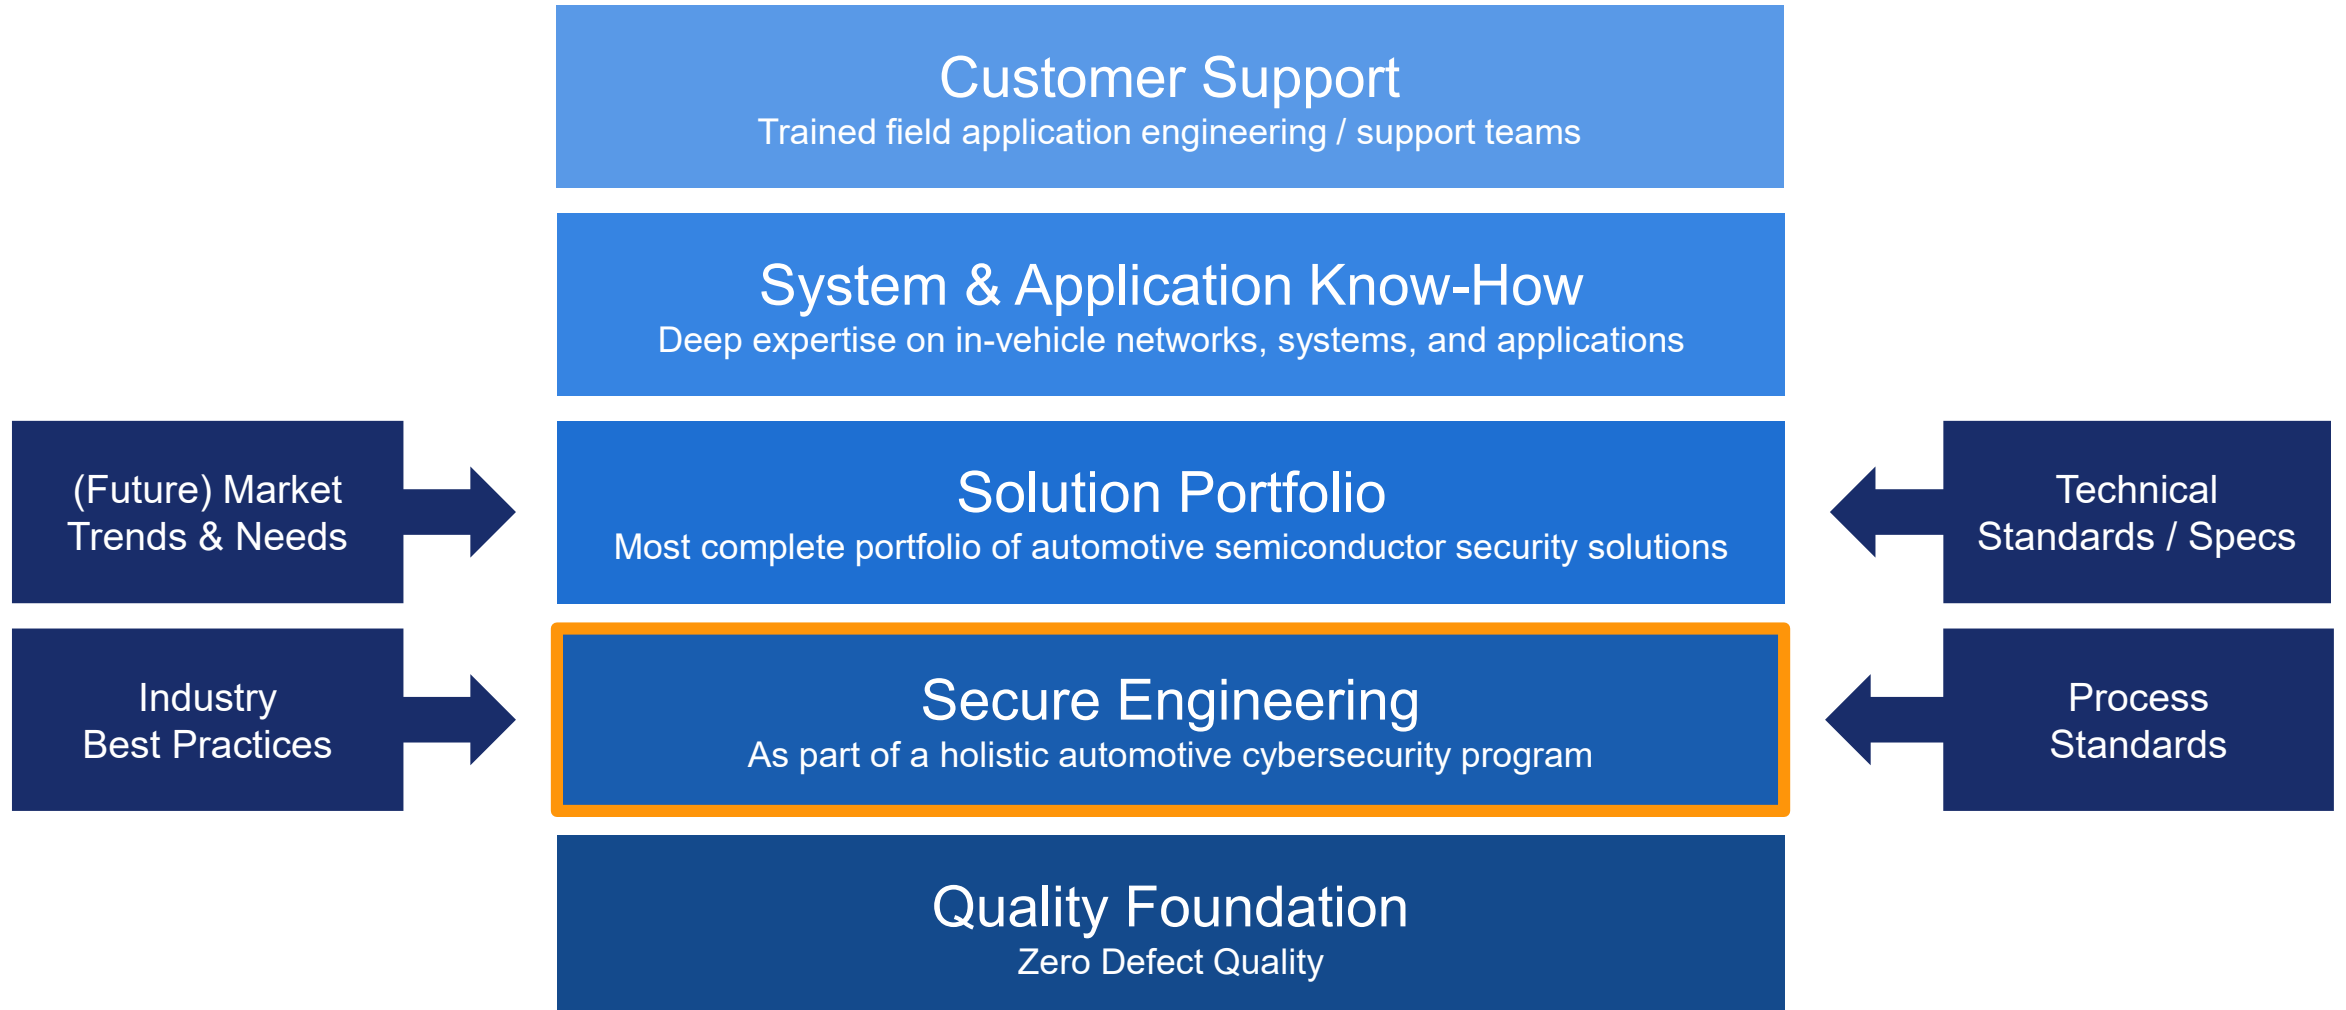 Customer Support
Trained field application engineering / support teams
System & Application Know-How
Deep expertise on in-vehicle networks, systems, and applications
(Future) Market
Trends & Needs
Solution Portfolio
Most complete portfolio of automotive semiconductor security solutions
Technical
Standards / Specs
Industry
Best Practices
Secure Engineering
As part of a holistic automotive cybersecurity program
Process
Standards
Quality Foundation
Zero Defect Quality